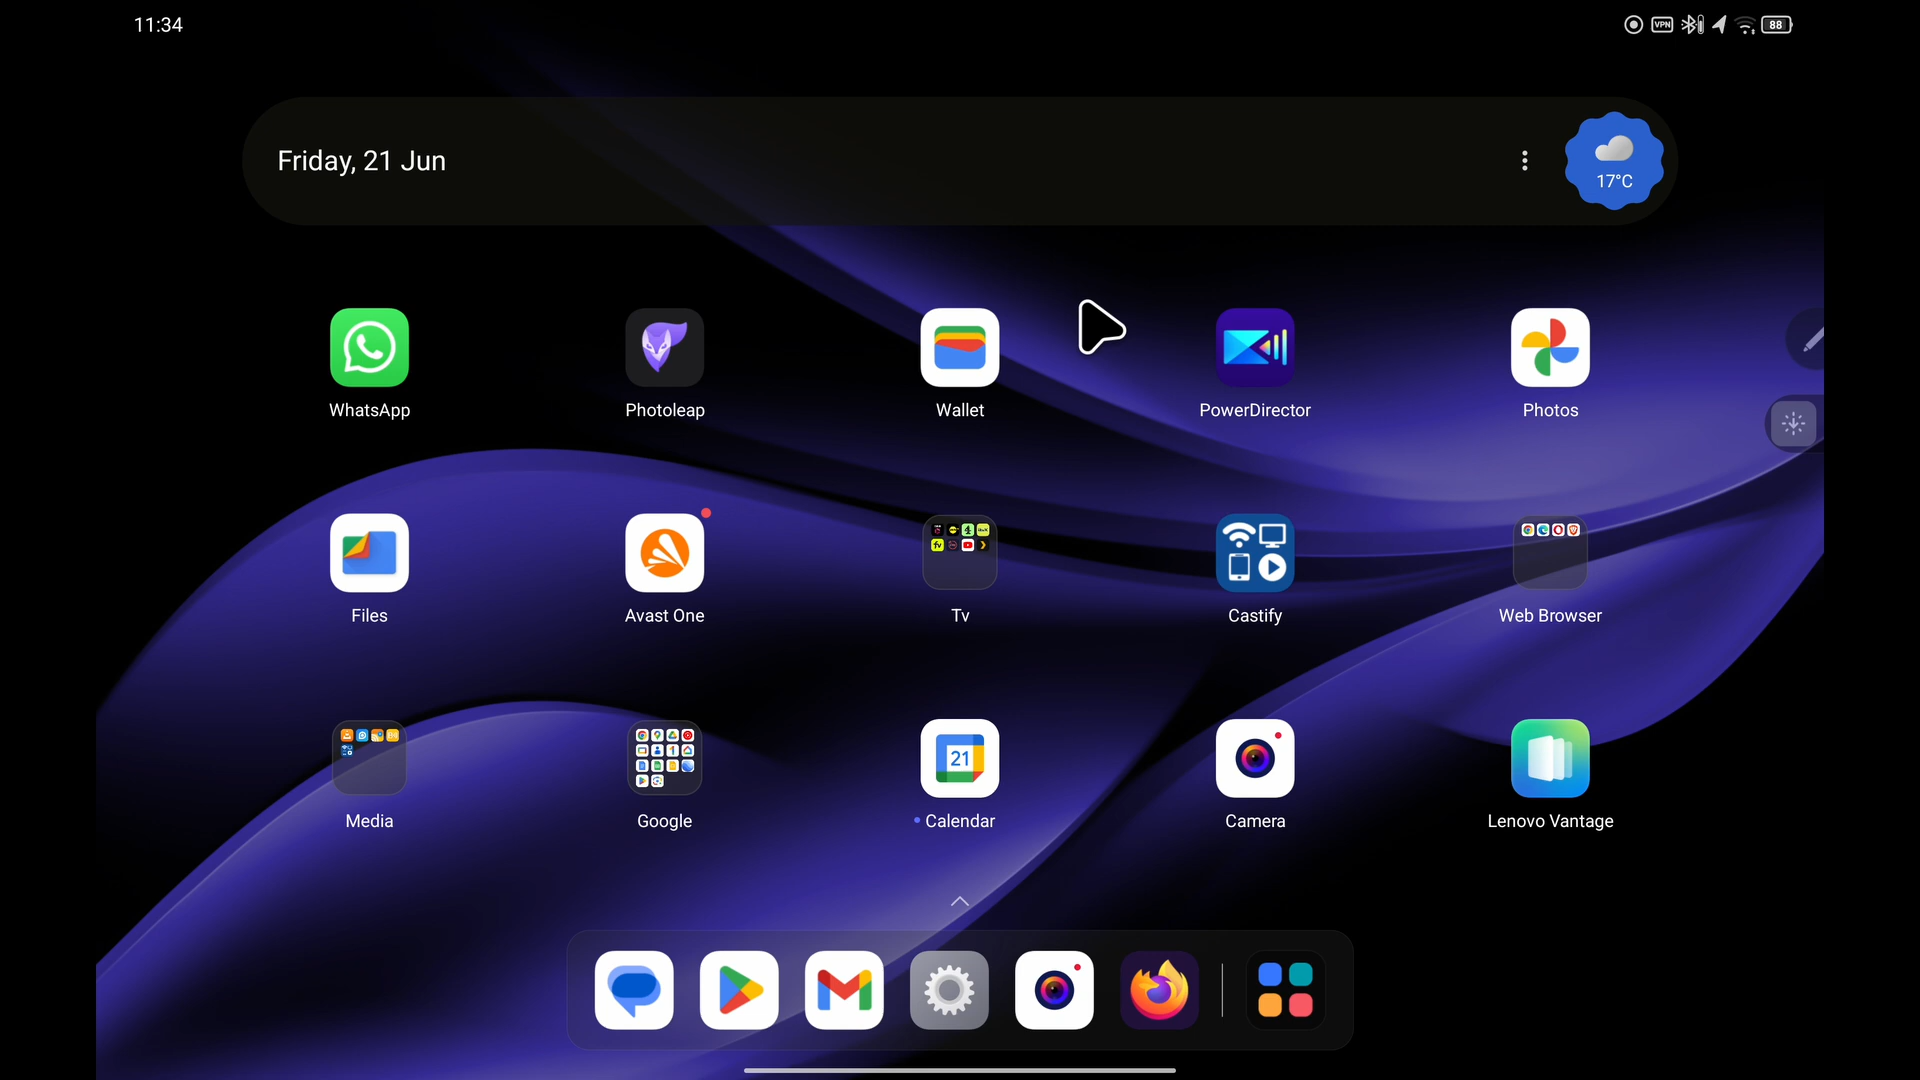 11:34
VPN
88
Friday, 21 Jun
17°C
WhatsApp
Photoleap
Wallet
PowerDirector
Photos
Files
Avast One
Tv
Castify
Web Browser
21
Media
Google
Calendar
Camera
Lenovo Vantage